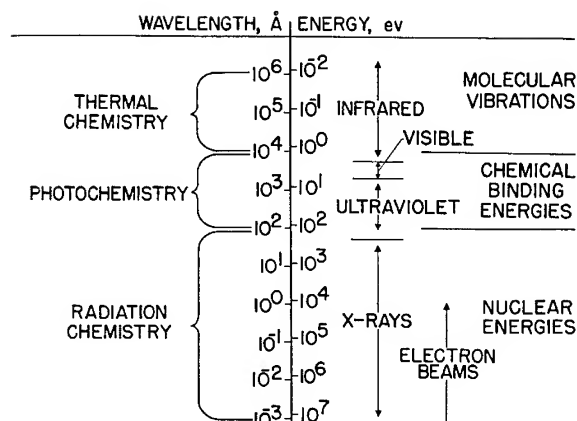 WAVELENGTH, Å ENERGY, ev
10⁶ 10⁻²
MOLECULAR
VIBRATIONS
THERMAL
CHEMISTRY
10⁵ 10⁻¹
INFRARED
10⁴ 10⁰
VISIBLE
PHOTOCHEMISTRY
10³ 10¹
CHEMICAL
BINDING
ENERGIES
ULTRAVIOLET
10² 10²
10¹ 10³
RADIATION
CHEMISTRY
10⁰ 10⁴
X-RAYS
NUCLEAR
ENERGIES
10⁻¹ 10⁵
ELECTRON
BEAMS
10⁻² 10⁶
10⁻³ 10⁷